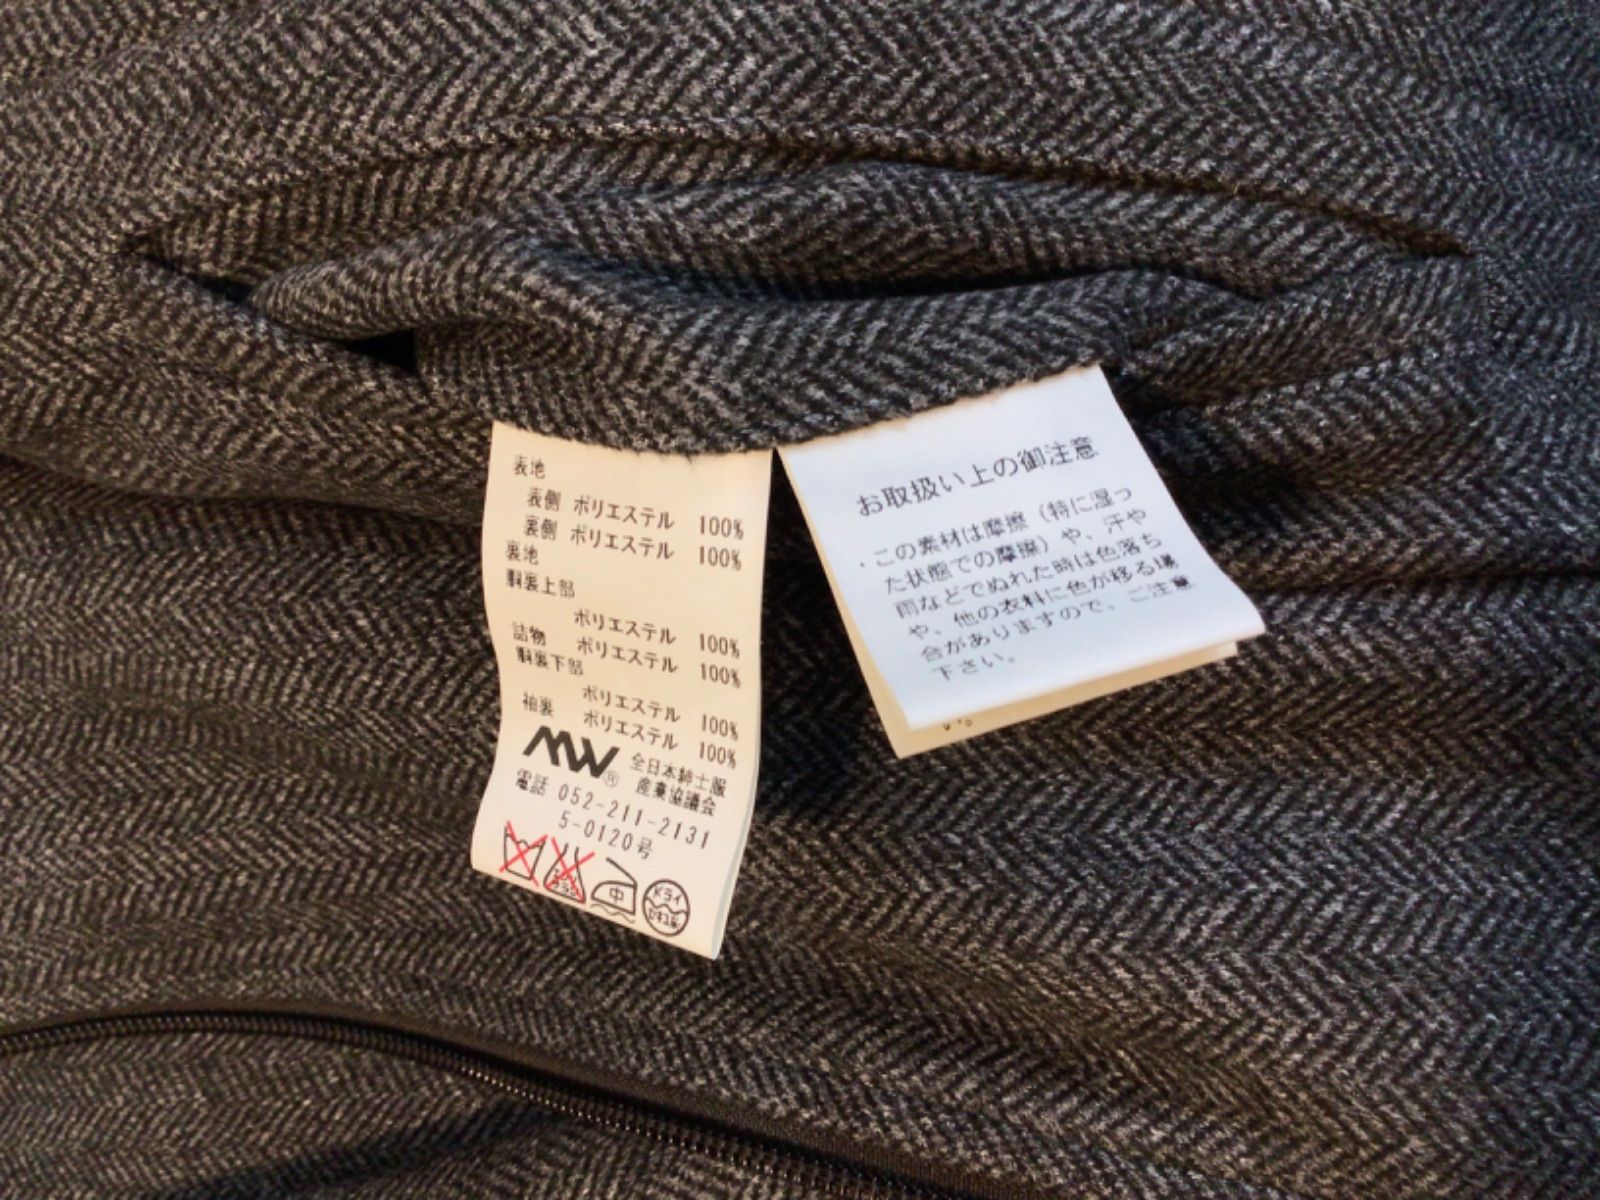 表地
表側 ポリエステル 100%
裏側 ポリエステル 100%
裏地
胴裏上部
ポリエステル 100%
詰物 ポリエステル 100%
胴裏下部
ポリエステル 100%
袖裏 ポリエステル 100%
MW® 全日本紳士服
産業協議会
電話 052-211-2131
5-0120号
中
ドライ
セキユ系
お取扱い上の御注意
・この素材は摩擦（特に湿っ
た状態での摩擦）や、汗や
雨などでぬれた時は色落ち
や、他の衣料に色が移る場
合がありますので、ご注意
下さい。
い。